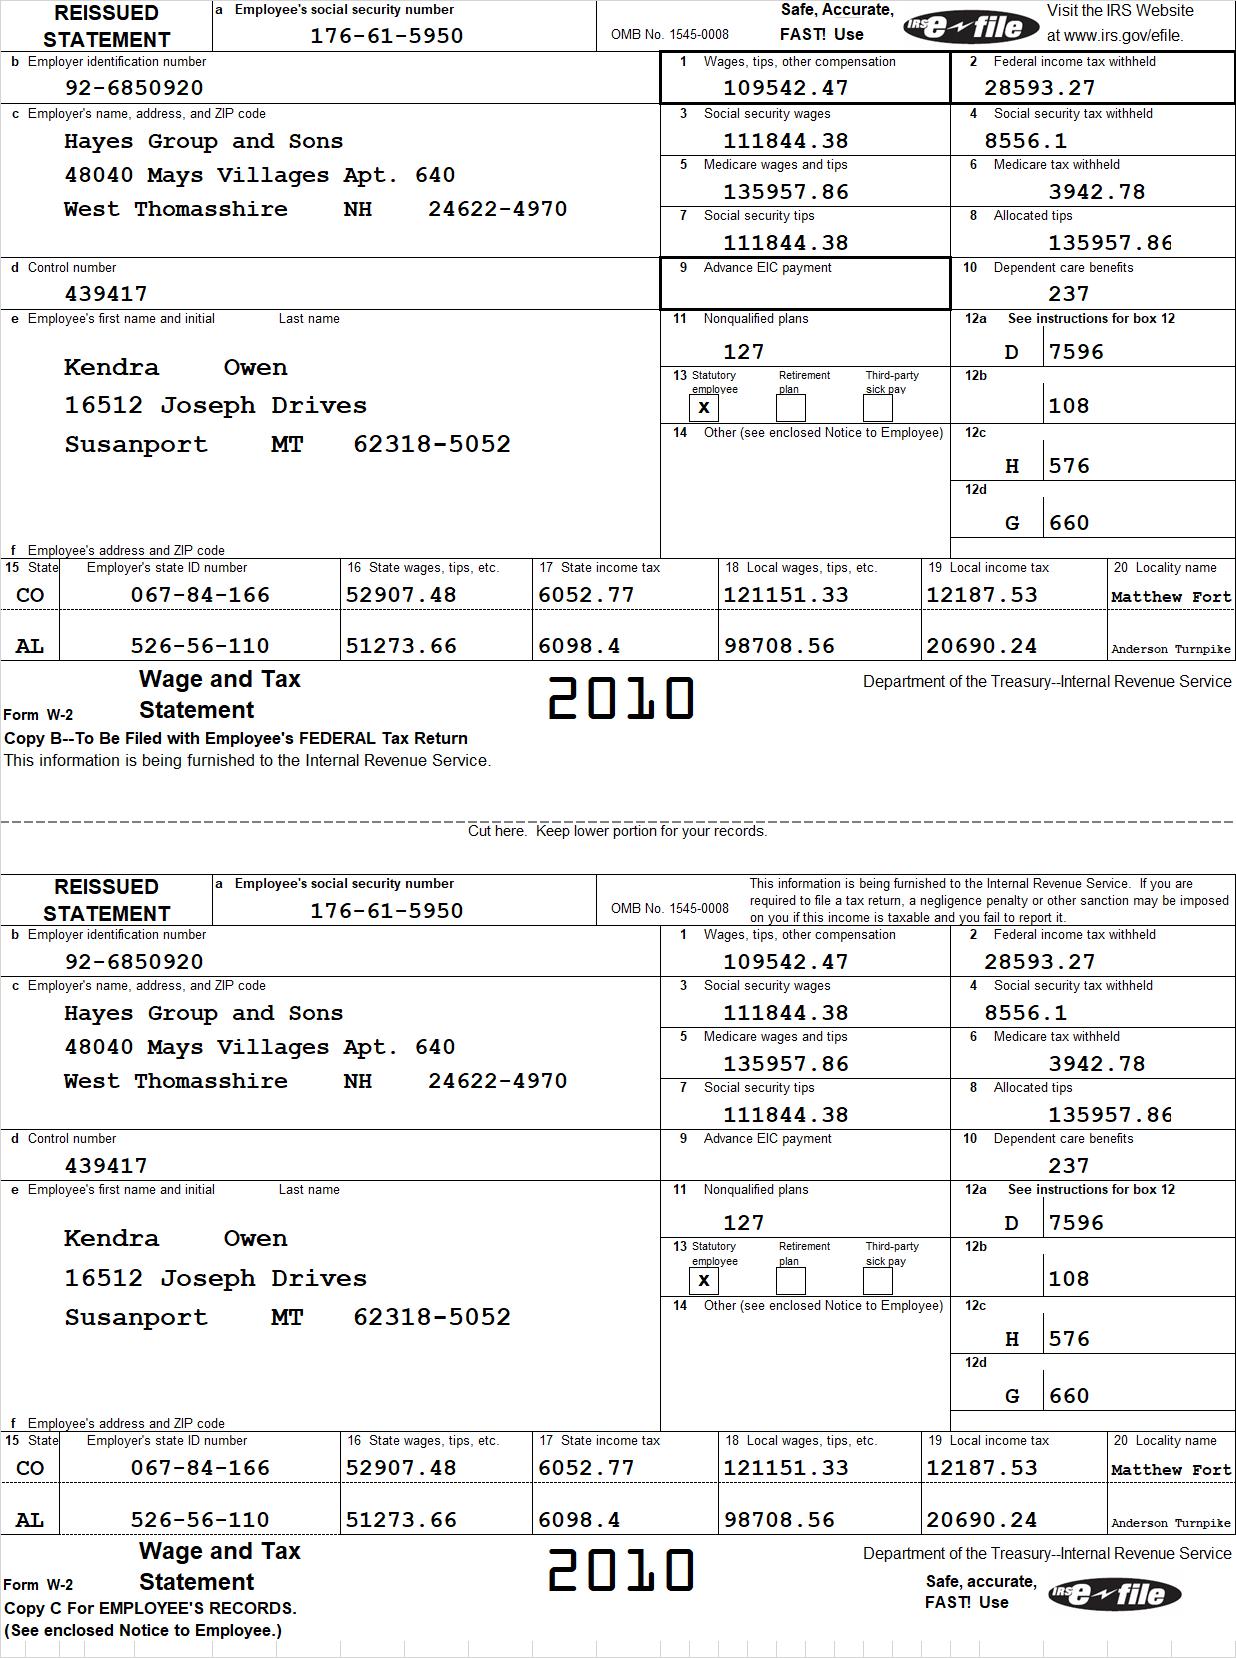 REISSUED STATEMENT
a Employee's social security number
176-61-5950
OMB No. 1545-0008
Safe, Accurate,
FAST! Use
IRS e-file
Visit the IRS Website
at www.irs.gov/efile.
b Employer identification number
92-6850920
1 Wages, tips, other compensation
109542.47
2 Federal income tax withheld
28593.27
c Employer's name, address, and ZIP code
Hayes Group and Sons
48040 Mays Villages Apt. 640
West Thomasshire NH 24622-4970
3 Social security wages
111844.38
4 Social security tax withheld
8556.1
5 Medicare wages and tips
135957.86
6 Medicare tax withheld
3942.78
7 Social security tips
111844.38
8 Allocated tips
135957.86
d Control number
439417
9 Advance EIC payment
10 Dependent care benefits
237
e Employee's first name and initial Last name
Kendra Owen
16512 Joseph Drives
Susanport MT 62318-5052
11 Nonqualified plans
127
12a See instructions for box 12
D 7596
13 Statutory employee
Retirement plan
Third-party sick pay
X
12b
108
14 Other (see enclosed Notice to Employee)
12c
H 576
12d
G 660
f Employee's address and ZIP code
15 State Employer's state ID number 16 State wages, tips, etc. 17 State income tax 18 Local wages, tips, etc. 19 Local income tax 20 Locality name
CO 067-84-166 52907.48 6052.77 121151.33 12187.53 Matthew Fort
AL 526-56-110 51273.66 6098.4 98708.56 20690.24 Anderson Turnpike
Form W-2
Wage and Tax
Statement
2010
Department of the Treasury--Internal Revenue Service
Copy B--To Be Filed with Employee's FEDERAL Tax Return
This information is being furnished to the Internal Revenue Service.
Cut here. Keep lower portion for your records.
REISSUED STATEMENT
a Employee's social security number
176-61-5950
OMB No. 1545-0008
This information is being furnished to the Internal Revenue Service. If you are
required to file a tax return, a negligence penalty or other sanction may be imposed
on you if this income is taxable and you fail to report it.
b Employer identification number
92-6850920
1 Wages, tips, other compensation
109542.47
2 Federal income tax withheld
28593.27
c Employer's name, address, and ZIP code
Hayes Group and Sons
48040 Mays Villages Apt. 640
West Thomasshire NH 24622-4970
3 Social security wages
111844.38
4 Social security tax withheld
8556.1
5 Medicare wages and tips
135957.86
6 Medicare tax withheld
3942.78
7 Social security tips
111844.38
8 Allocated tips
135957.86
d Control number
439417
9 Advance EIC payment
10 Dependent care benefits
237
e Employee's first name and initial Last name
Kendra Owen
16512 Joseph Drives
Susanport MT 62318-5052
11 Nonqualified plans
127
12a See instructions for box 12
D 7596
13 Statutory employee
Retirement plan
Third-party sick pay
X
12b
108
14 Other (see enclosed Notice to Employee)
12c
H 576
12d
G 660
f Employee's address and ZIP code
15 State Employer's state ID number 16 State wages, tips, etc. 17 State income tax 18 Local wages, tips, etc. 19 Local income tax 20 Locality name
CO 067-84-166 52907.48 6052.77 121151.33 12187.53 Matthew Fort
AL 526-56-110 51273.66 6098.4 98708.56 20690.24 Anderson Turnpike
Form W-2
Wage and Tax
Statement
2010
Department of the Treasury--Internal Revenue Service
Copy C For EMPLOYEE'S RECORDS.
(See enclosed Notice to Employee.)
Safe, accurate,
FAST! Use
IRS e-file